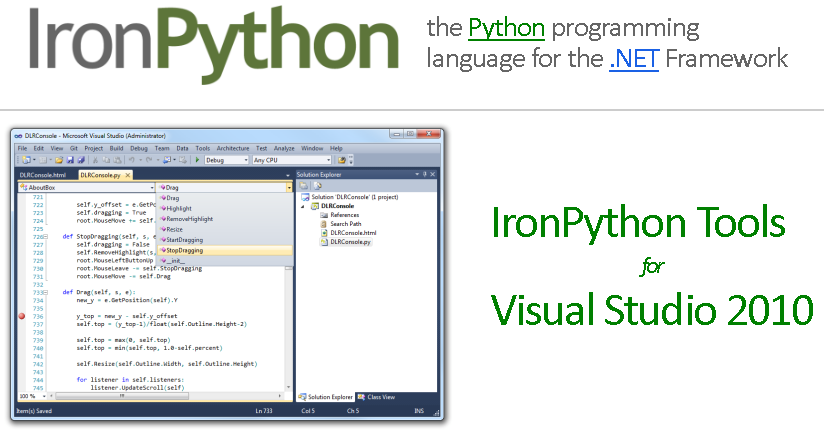 IronPython
the Python programming
language for the .NET Framework
DLRConsole - Microsoft Visual Studio (Administrator)
File Edit View Git Project Build Debug Team Data Tools Architecture Test Analyze Window Help
Debug Any CPU
DLRConsole.html DLRConsole.py
AboutBox Drag
Drag
Highlight
RemoveHighlight
Resize
StartDragging
StopDragging
__init__
721
722 self.y_offset = e.GetPo
723 self.dragging = True
724 root.MouseMove += self.
725
726 def StopDragging(self, s, e
727 self.dragging = False
728 self.RemoveHighlight(s,
729 root.MouseLeftButtonUp
730 root.MouseLeave -= self.StopDragging
731 root.MouseMove -= self.Drag
732
733 def Drag(self, s, e):
734 new_y = e.GetPosition(self).Y
735
736 y_top = new_y - self.y_offset
737 self.top = (y_top-1)/float(self.Outline.Height-2)
738
739 self.top = max(0, self.top)
740 self.top = min(self.top, 1.0-self.percent)
741
742 self.Resize(self.Outline.Width, self.Outline.Height)
743
744 for listener in self.listeners:
745 listener.UpdateScroll(self)
100 %
Solution Explorer
Solution 'DLRConsole' (1 project)
DLRConsole
References
Search Path
DLRConsole.html
DLRConsole.py
Solution Explorer Class View
Item(s) Saved Ln 733 Col 5 Ch 5 INS
IronPython Tools
for
Visual Studio 2010